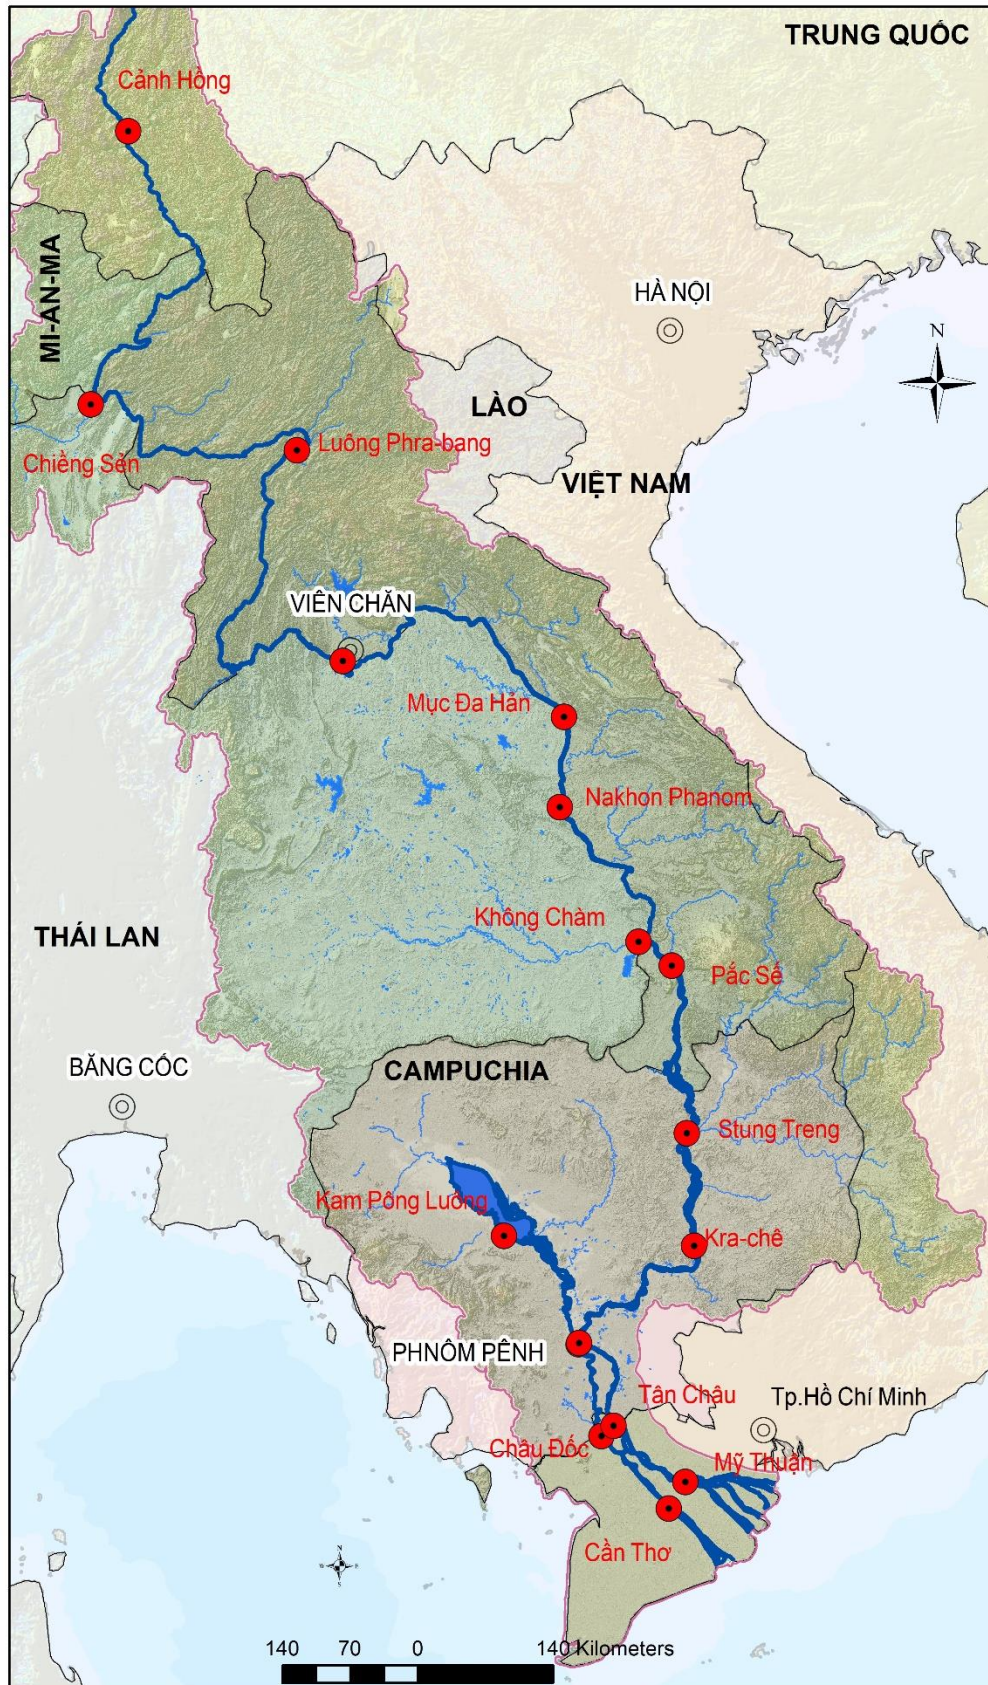 TRUNG QUỐC
Cảnh Hồng
MI-AN-MA
HÀ NỘI
N
LÀO
Luông Phra-bang
Chiềng Sẻn
VIỆT NAM
VIÊN CHĂN
Mục Đa Hản
Nakhon Phanom
Không Chàm
THÁI LAN
Pắc Sế
BĂNG CỐC
CAMPUCHIA
Stung Treng
Kam Pông Luông
Kra-chê
PHNÔM PÊNH
Tân Châu
Tp.Hồ Chí Minh
Châu Đốc
Mỹ Thuận
Cần Thơ
140 70 0 140 Kilometers